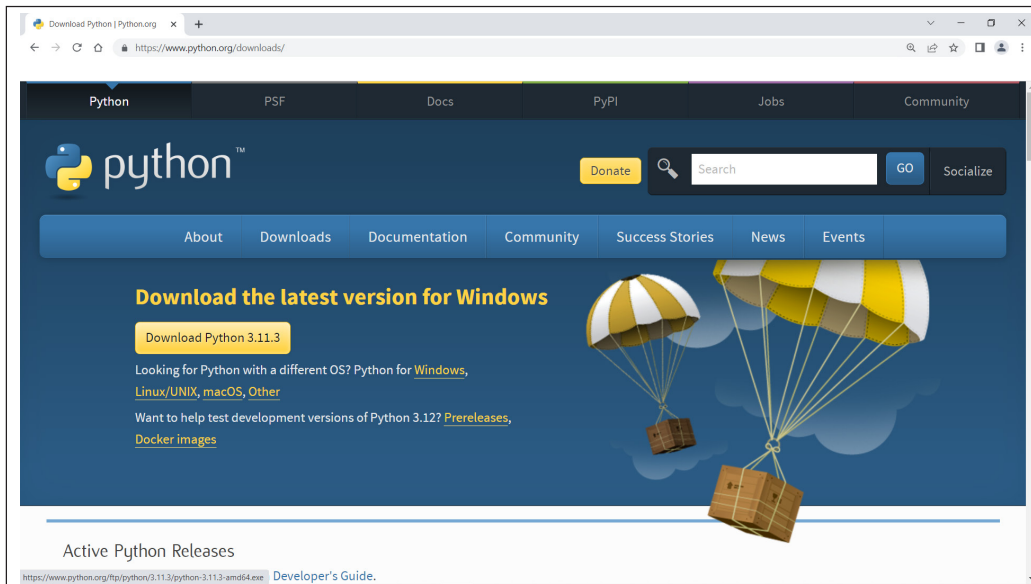 Download Python | Python.org
https://www.python.org/downloads/
Python PSF Docs PyPI Jobs Community
python™
Donate Search GO Socialize
About Downloads Documentation Community Success Stories News Events
Download the latest version for Windows
Download Python 3.11.3
Looking for Python with a different OS? Python for Windows,
Linux/UNIX, macOS, Other
Want to help test development versions of Python 3.12? Prereleases,
Docker images
Active Python Releases
https://www.python.org/ftp/python/3.11.3/python-3.11.3-amd64.exe Developer's Guide.